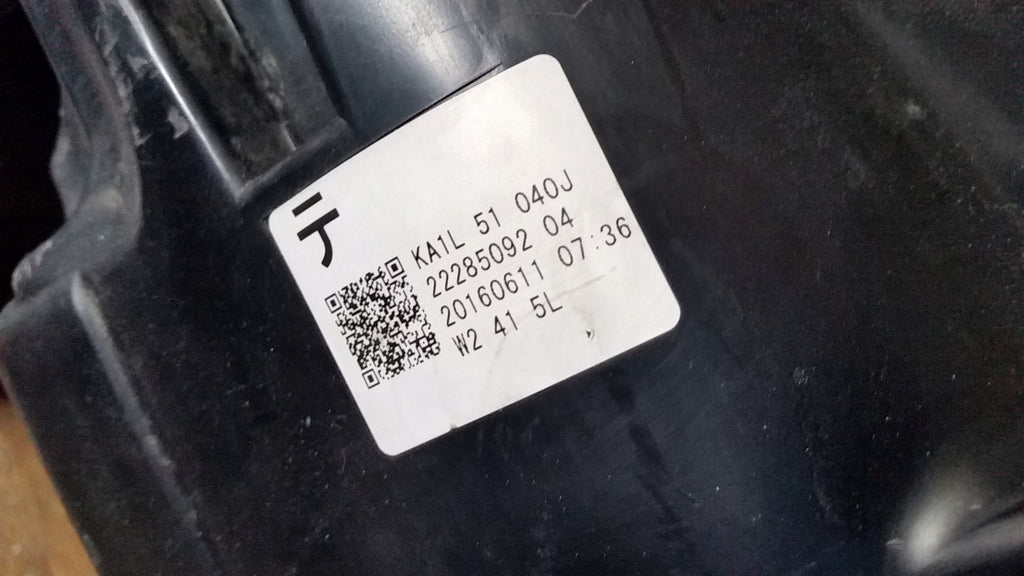 テ
KA1L 51 040J
22285092 04
20160611 07:36
W2 41 5L